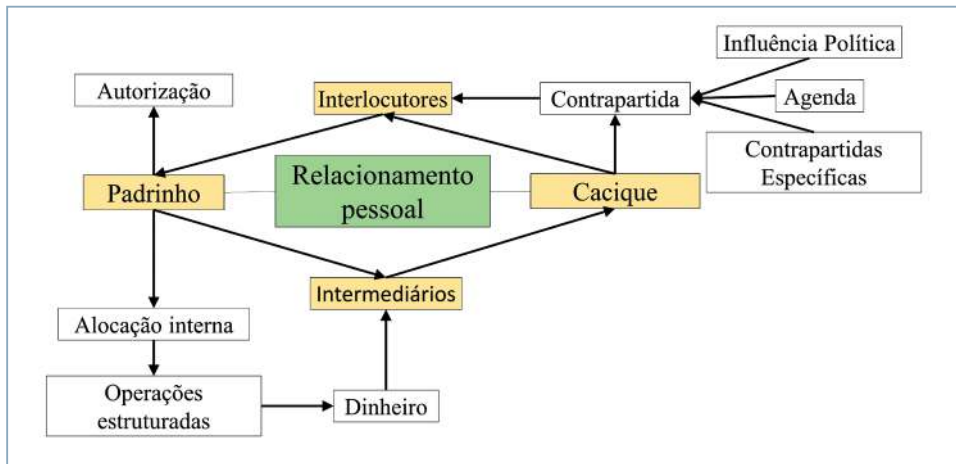 Influência Política
Autorização
Interlocutores
Contrapartida
Agenda
Contrapartidas
Específicas
Padrinho
Relacionamento
pessoal
Cacique
Intermediários
Alocação interna
Operações
estruturadas
Dinheiro